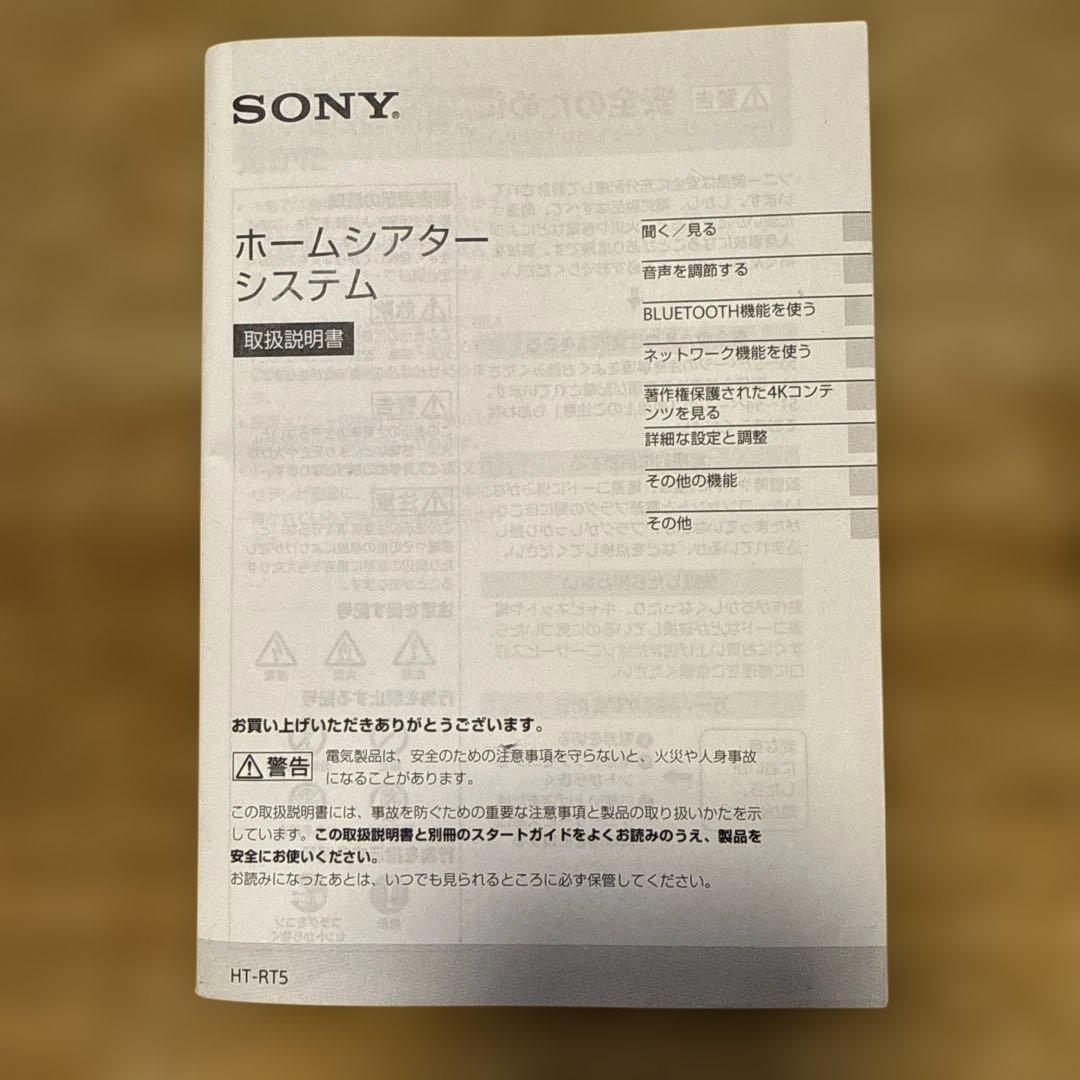 SONY®
ホームシアター
システム
取扱説明書
聞く／見る
音声を調節する
BLUETOOTH機能を使う
ネットワーク機能を使う
著作権保護された4Kコンテ
ンツを見る
詳細な設定と調整
その他の機能
その他
お買い上げいただきありがとうございます。
警告
電気製品は、安全のための注意事項を守らないと、火災や人身事故
になることがあります。
この取扱説明書には、事故を防ぐための重要な注意事項と製品の取り扱いかたを示
しています。この取扱説明書と別冊のスタートガイドをよくお読みのうえ、製品を
安全にお使いください。
お読みになったあとは、いつでも見られるところに必ず保管してください。
HT-RT5